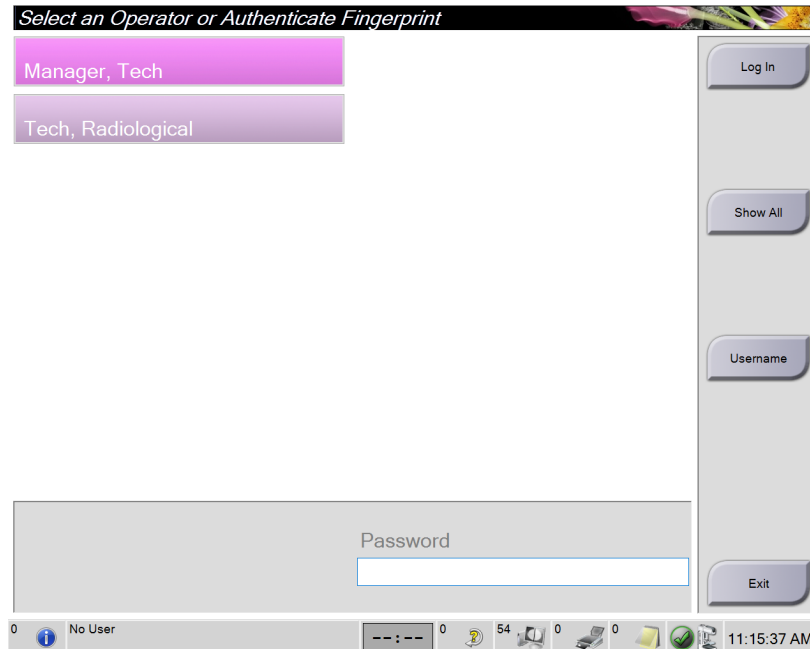 Select an Operator or Authenticate Fingerprint
Manager, Tech
Log In
Tech, Radiological
Show All
Username
Password
Exit
0
No User
--:--
0
54
0
0
11:15:37 AM